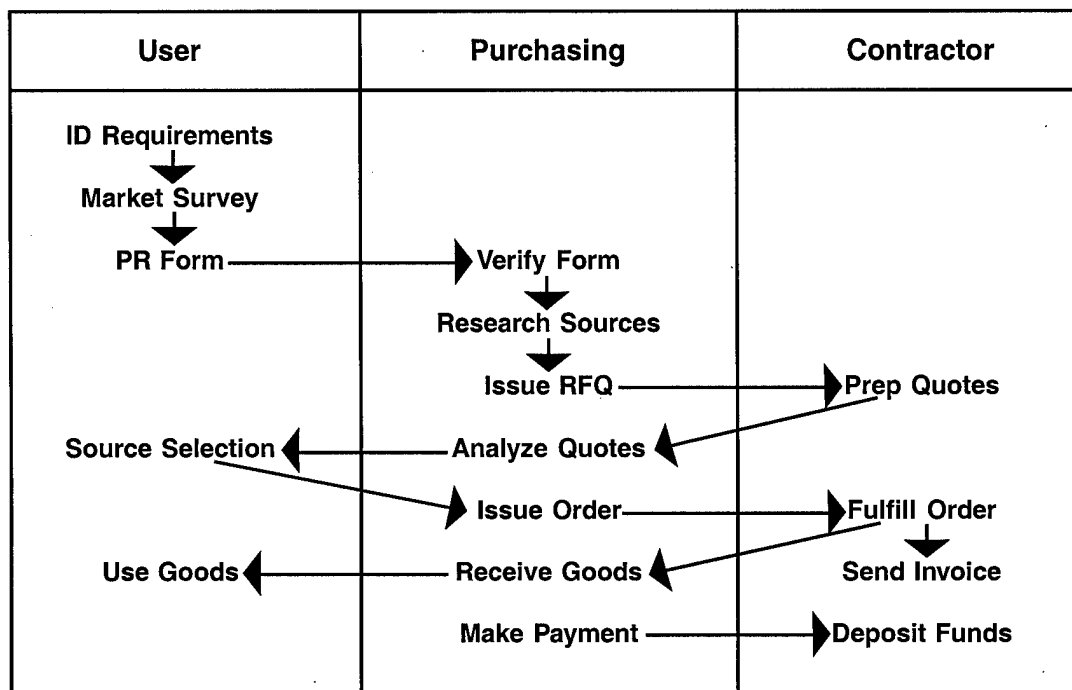 User Purchasing Contractor
ID Requirements
Market Survey
PR Form Verify Form
Research Sources
Issue RFQ Prep Quotes
Source Selection Analyze Quotes
Issue Order Fulfill Order
Use Goods Receive Goods Send Invoice
Make Payment Deposit Funds